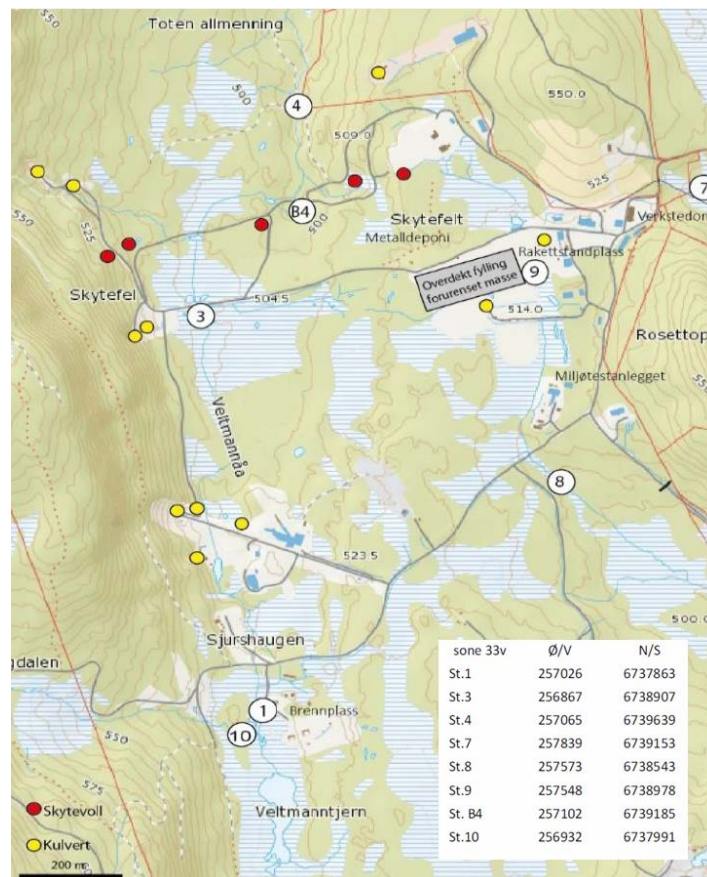 550
Toten allmenning
500
4
550.0
509.0
525
B4
500
7
525
Skytefelt
Verkstedom
Metalldeponi
Rakettstandplass
Skytefel
Overdekt fylling
forurenset masse
9
504.5
3
514.0
Rosettop
Miljøtestanlegget
Veltmannåa
8
523.5
500.0
Sjurshaugen
gdalen
1
Brennplass
10
550
575
Veltmanntjern
sone 33v Ø/V N/S
St.1 257026 6737863
St.3 256867 6738907
St.4 257065 6739639
St.7 257839 6739153
St.8 257573 6738543
St.9 257548 6738978
St. B4 257102 6739185
St.10 256932 6737991
Skytevoll
Kulvert
200 m